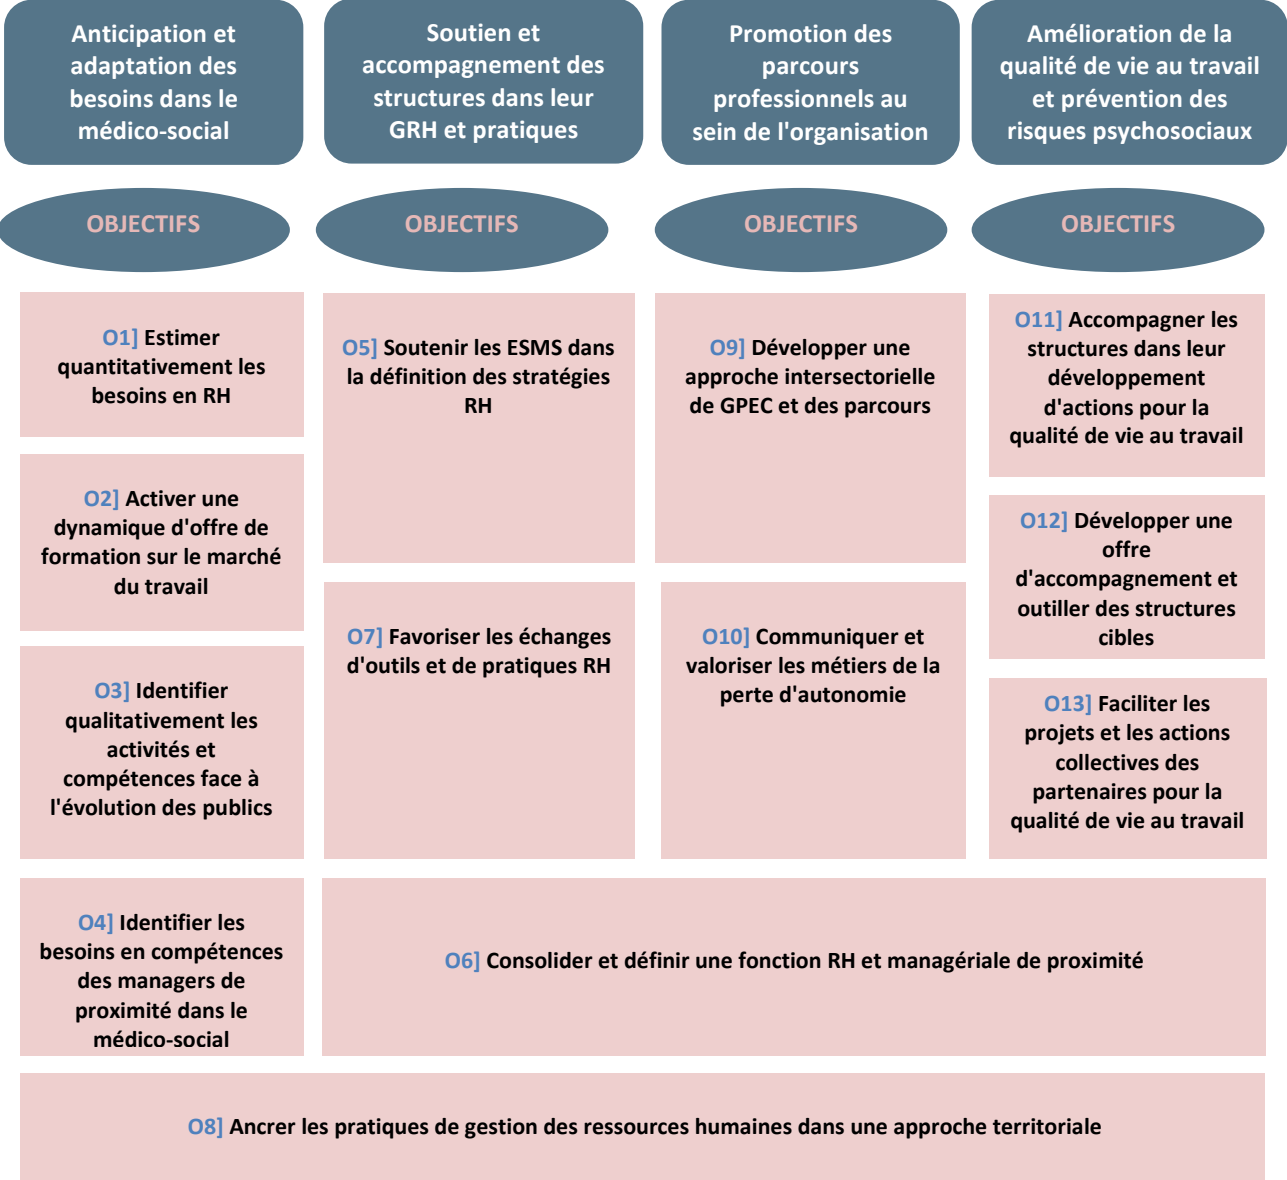 Anticipation et
adaptation des
besoins dans le
médico-social
Soutien et
accompagnement des
structures dans leur
GRH et pratiques
Promotion des
parcours
professionnels au
sein de l'organisation
Amélioration de la
qualité de vie au travail
et prévention des
risques psychosociaux
OBJECTIFS
OBJECTIFS
OBJECTIFS
OBJECTIFS
O1] Estimer
quantitativement les
besoins en RH
O2] Activer une
dynamique d'offre de
formation sur le marché
du travail
O3] Identifier
qualitativement les
activités et
compétences face à
l'évolution des publics
O4] Identifier les
besoins en compétences
des managers de
proximité dans le
médico-social
O5] Soutenir les ESMS dans
la définition des stratégies
RH
O7] Favoriser les échanges
d'outils et de pratiques RH
O9] Développer une
approche intersectorielle
de GPEC et des parcours
O10] Communiquer et
valoriser les métiers de la
perte d'autonomie
O11] Accompagner les
structures dans leur
développement
d'actions pour la
qualité de vie au travail
O12] Développer une
offre
d'accompagnement et
outiller des structures
cibles
O13] Faciliter les
projets et les actions
collectives des
partenaires pour la
qualité de vie au travail
O6] Consolider et définir une fonction RH et managériale de proximité
O8] Ancrer les pratiques de gestion des ressources humaines dans une approche territoriale